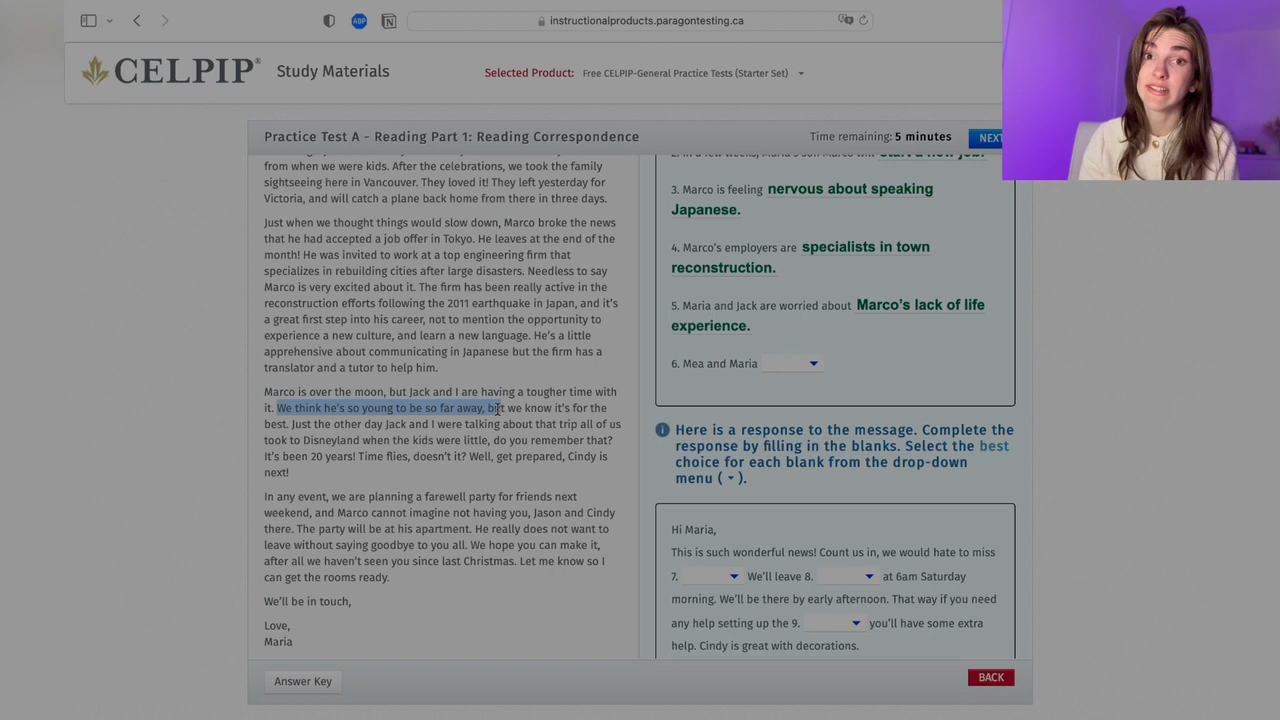 instructionalproducts.paragontesting.ca
CELPIP®
Study Materials
Selected Product: Free CELPIP-General Practice Tests (Starter Set)
Practice Test A - Reading Part 1: Reading Correspondence
Time remaining: 5 minutes
NEXT
from when we were kids. After the celebrations, we took the family
sightseeing here in Vancouver. They loved it! They left yesterday for
Victoria, and will catch a plane back home from there in three days.
Just when we thought things would slow down, Marco broke the news
that he had accepted a job offer in Tokyo. He leaves at the end of the
month! He was invited to work at a top engineering firm that
specializes in rebuilding cities after large disasters. Needless to say
Marco is very excited about it. The firm has been really active in the
reconstruction efforts following the 2011 earthquake in Japan, and it's
a great first step into his career, not to mention the opportunity to
experience a new culture, and learn a new language. He's a little
apprehensive about communicating in Japanese but the firm has a
translator and a tutor to help him.
Marco is over the moon, but Jack and I are having a tougher time with
it. We think he's so young to be so far away, but we know it's for the
best. Just the other day Jack and I were talking about that trip all of us
took to Disneyland when the kids were little, do you remember that?
It's been 20 years! Time flies, doesn't it? Well, get prepared, Cindy is
next!
In any event, we are planning a farewell party for friends next
weekend, and Marco cannot imagine not having you, Jason and Cindy
there. The party will be at his apartment. He really does not want to
leave without saying goodbye to you all. We hope you can make it,
after all we haven't seen you since last Christmas. Let me know so I
can get the rooms ready.
We'll be in touch,
Love,
Maria
2. In a few weeks, Maria's son Marco will start a new job.
3. Marco is feeling nervous about speaking
Japanese.
4. Marco's employers are specialists in town
reconstruction.
5. Maria and Jack are worried about Marco's lack of life
experience.
6. Mea and Maria
Here is a response to the message. Complete the
response by filling in the blanks. Select the best
choice for each blank from the drop-down
menu ( ).
Hi Maria,
This is such wonderful news! Count us in, we would hate to miss
7. We'll leave 8. at 6am Saturday
morning. We'll be there by early afternoon. That way if you need
any help setting up the 9. you'll have some extra
help. Cindy is great with decorations.
Answer Key
BACK